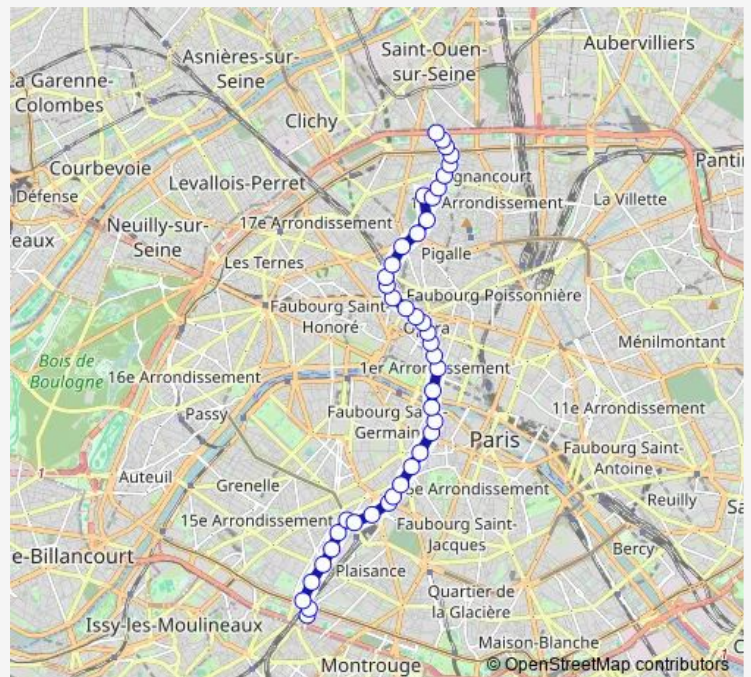 Asnières-sur-
Seine
Saint-Ouen-
sur-Seine
Aubervilliers
a Garenne-
Colombes
Clichy
Courbevoie
Levallois-Perret
gnancourt
Pantin
Défense
17e Arrondissement
Arrondissement
La Villette
Neuilly-sur-
Seine
eaux
Les Ternes
Pigalle
Faubourg Saint-
Honoré
Faubourg Poissonnière
Ménilmontant
Bois de
Boulogne
16e Arrondissement
1er Arro
ssement
Passy
Faubourg Sa
Germain
11e Arrondissement
Paris
Faubourg Saint-
Antoine
Auteuil
Grenelle
6e Arrondissement
Reuilly
15e Arrondissement
Faubourg Saint-
Jacques
1
e-Billancourt
Bercy
Plaisance
Quartier de
la Glacière
Issy-les-Moulineaux
Maison-Blanche
1
Montrouge
© OpenStreetMap contributors